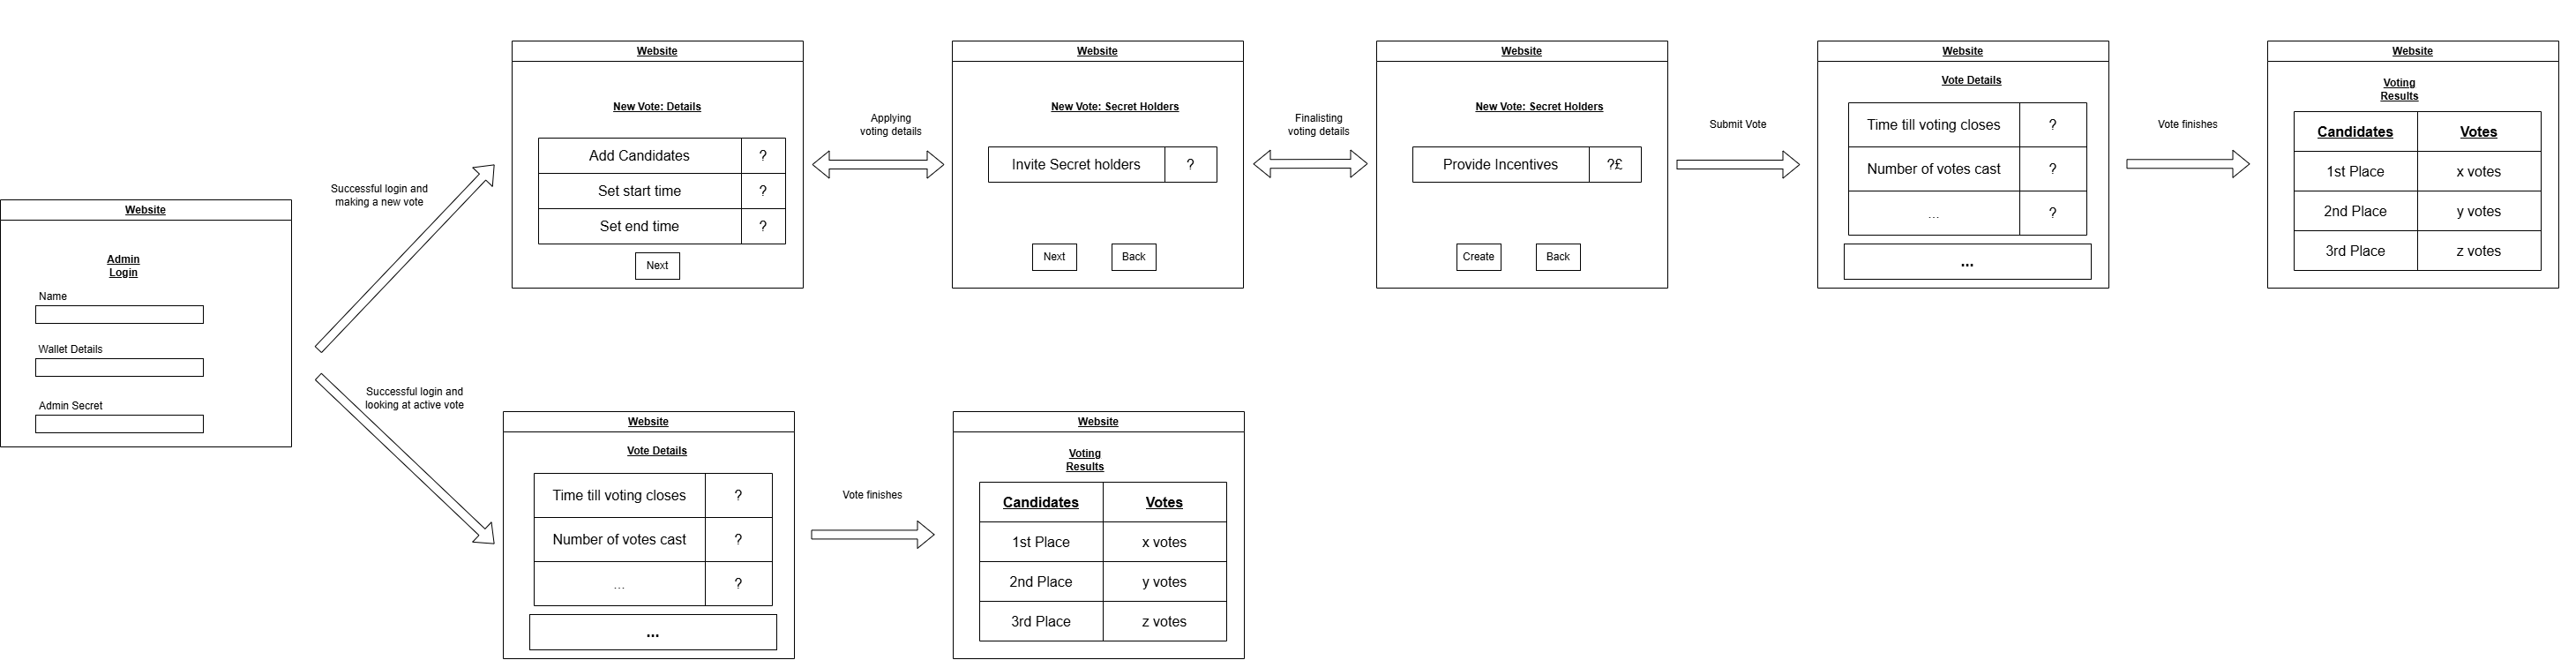 Website
Admin
Login
Name
Wallet Details
Admin Secret
Successful login and
making a new vote
Website
New Vote: Details
Add Candidates ?
Set start time ?
Set end time ?
Next
Applying
voting details
Website
New Vote: Secret Holders
Invite Secret holders ?
Next Back
Finalisting
voting details
Website
New Vote: Secret Holders
Provide Incentives ?£
Create Back
Submit Vote
Website
Vote Details
Time till voting closes ?
Number of votes cast ?
... ?
...
Vote finishes
Website
Voting
Results
Candidates Votes
1st Place x votes
2nd Place y votes
3rd Place z votes
Successful login and
looking at active vote
Website
Vote Details
Time till voting closes ?
Number of votes cast ?
... ?
...
Vote finishes
Website
Voting
Results
Candidates Votes
1st Place x votes
2nd Place y votes
3rd Place z votes